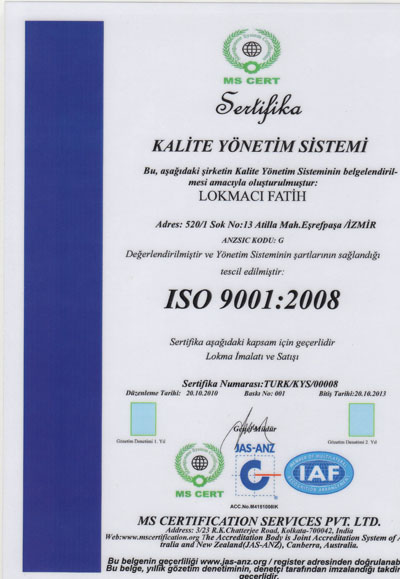 MS CERT
Sertifika
KALİTE YÖNETİM SİSTEMİ
Bu, aşağıdaki şirketin Kalite Yönetim Sisteminin belgelendiril-
mesi amacıyla oluşturulmuştur:
LOKMACI FATİH
Adres: 520/1 Sok No:13 Atilla Mah.Eşrefpaşa /İZMİR
ANZSIC KODU: G
Değerlendirilmiştir ve Yönetim Sisteminin şartlarının sağlandığı
tescil edilmiştir:
ISO 9001:2008
Sertifika aşağıdaki kapsam için geçerlidir
Lokma İmalatı ve Satışı
Sertifika Numarası:TURK/KYS/00008
Düzenleme Tarihi: 20.10.2010 Baskı No: 001 Bitiş Tarihi:20.10.2013
Genel Müdür
Gözetim Denetimi 1. Yıl
Gözetim Denetimi 2. Yıl
JAS-ANZ
MS CERT
IAF
ACC.No.M4191006IK
MS CERTIFICATION SERVICES PVT. LTD.
Address: 3/23 R.K.Chatterjee Road, Kolkata-700042, India
Web:www.mscertification.org The Accreditation Body is Joint Accreditation System of A
tralia and New Zealand(JAS-ANZ), Canberra, Australia.
Bu belgenin geçerliliği www.jas-anz.org / register adresinden doğrulanab
Bu belge, yıllık gözetim denetiminin, denetçi tarafından imzalandığı takdi
geçerlidir.